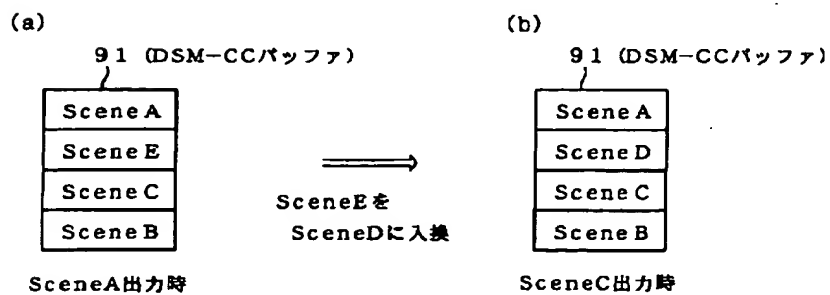 (a)
91 (DSM-CCバッファ)
SceneA
SceneE
SceneC
SceneB
SceneA出力時
SceneEを
SceneDに入換
(b)
91 (DSM-CCバッファ)
SceneA
SceneD
SceneC
SceneB
SceneC出力時